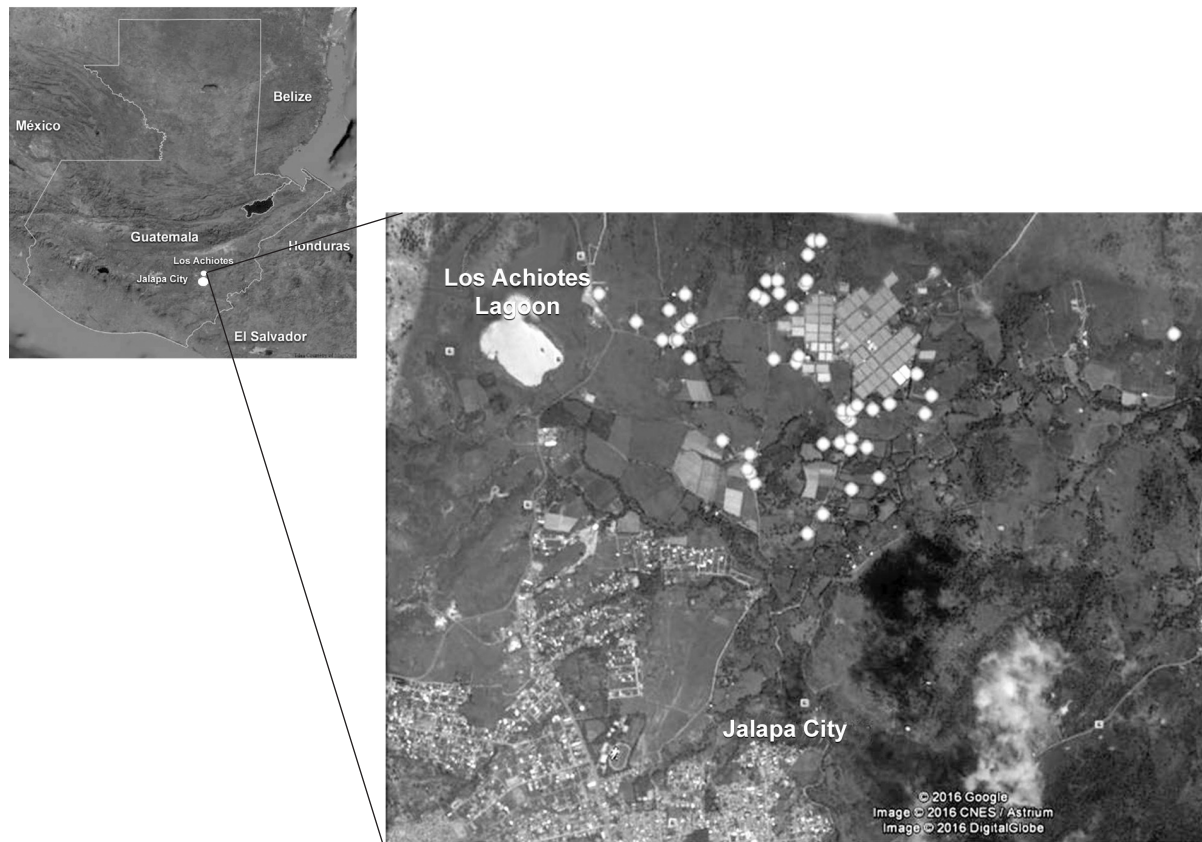 Belize
México
Guatemala
Honduras
Los Achiotes
Jalapa City
El Salvador
Los Achiotes
Lagoon
Jalapa City
© 2016 Google
Image © 2016 CNES / Astrium
Image © 2016 DigitalGlobe